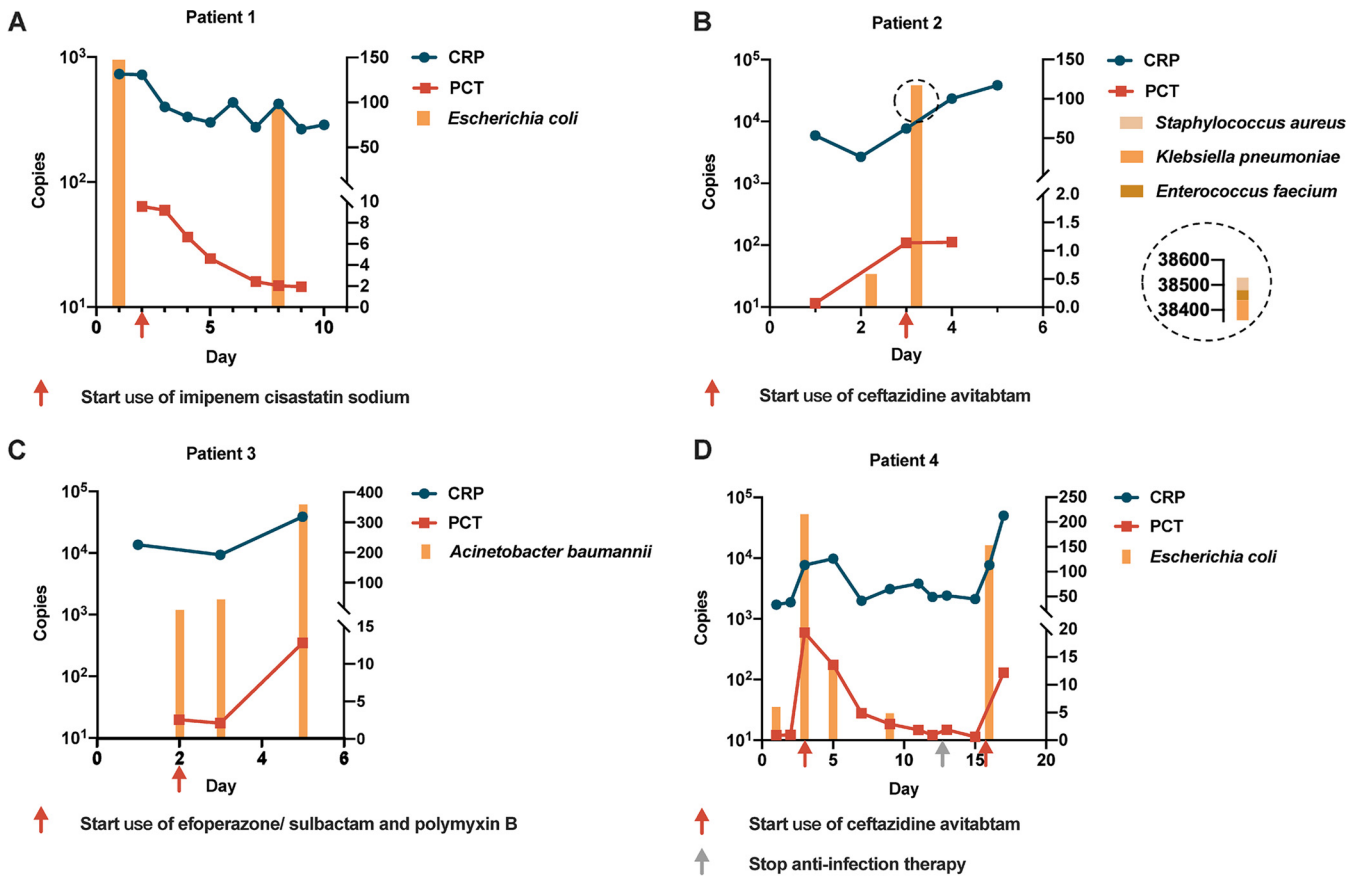 A
Patient 1
10³
10²
10¹
Copies
150
100
50
10
8
6
4
2
0
0
5
10
Day
CRP
PCT
Escherichia coli
Start use of imipenem cisastatin sodium
B
Patient 2
10⁵
10⁴
10³
10²
10¹
Copies
150
100
50
2.0
1.5
1.0
0.5
0.0
0
2
4
6
Day
CRP
PCT
Staphylococcus aureus
Klebsiella pneumoniae
Enterococcus faecium
38600
38500
38400
Start use of ceftazidine avitabtam
C
Patient 3
10⁵
10⁴
10³
10²
10¹
Copies
400
300
200
100
15
10
5
0
0
2
4
6
Day
CRP
PCT
Acinetobacter baumannii
Start use of efoperazone/ sulbactam and polymyxin B
D
Patient 4
10⁵
10⁴
10³
10²
10¹
Copies
250
200
150
100
50
20
15
10
5
0
0
5
10
15
20
Day
CRP
PCT
Escherichia coli
Start use of ceftazidine avitabtam
Stop anti-infection therapy